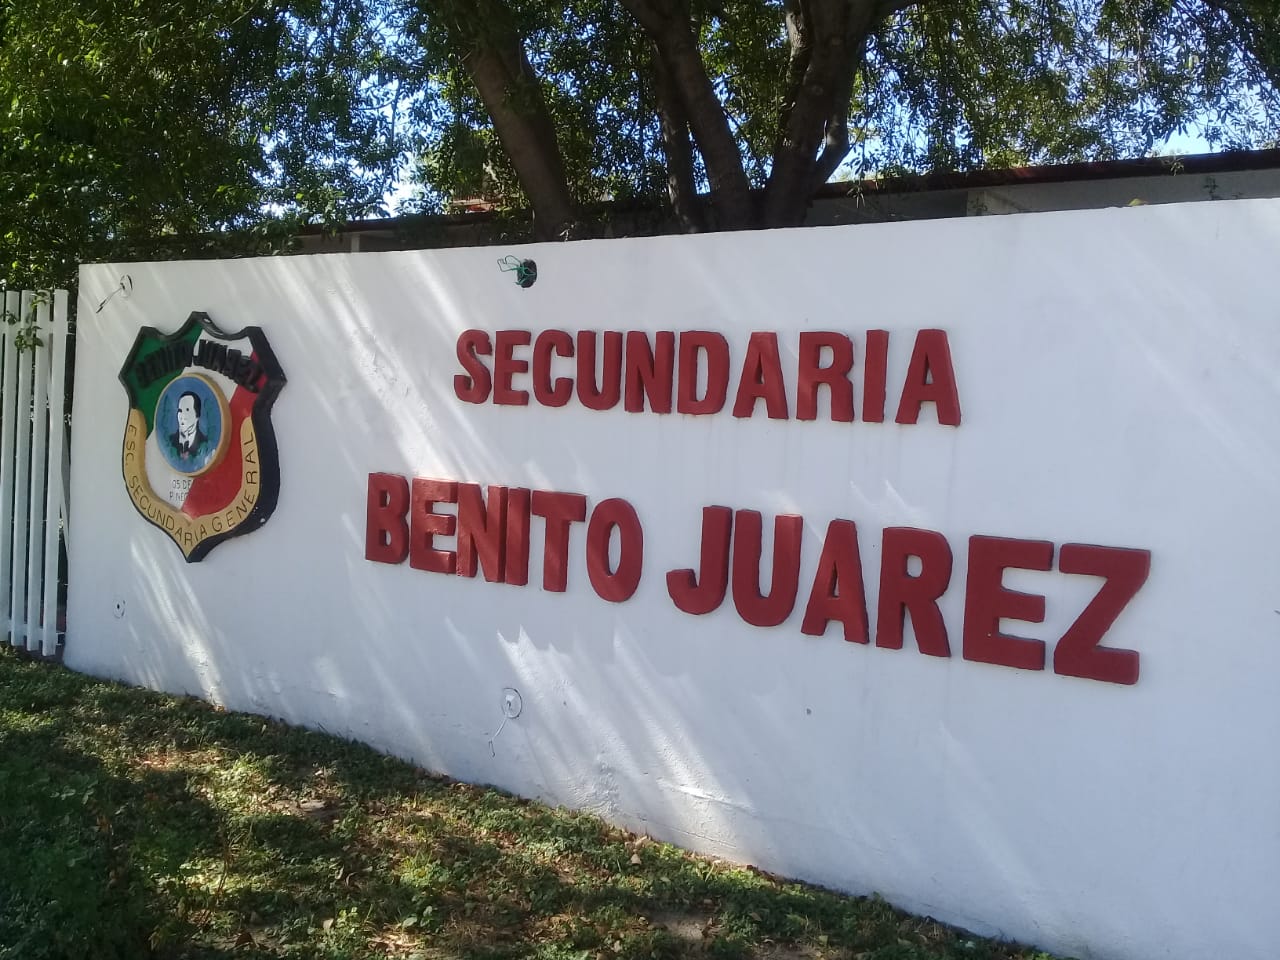 BENITO JUAREZ
ESC. SECUNDARIA GENERAL
SECUNDARIA
BENITO JUAREZ